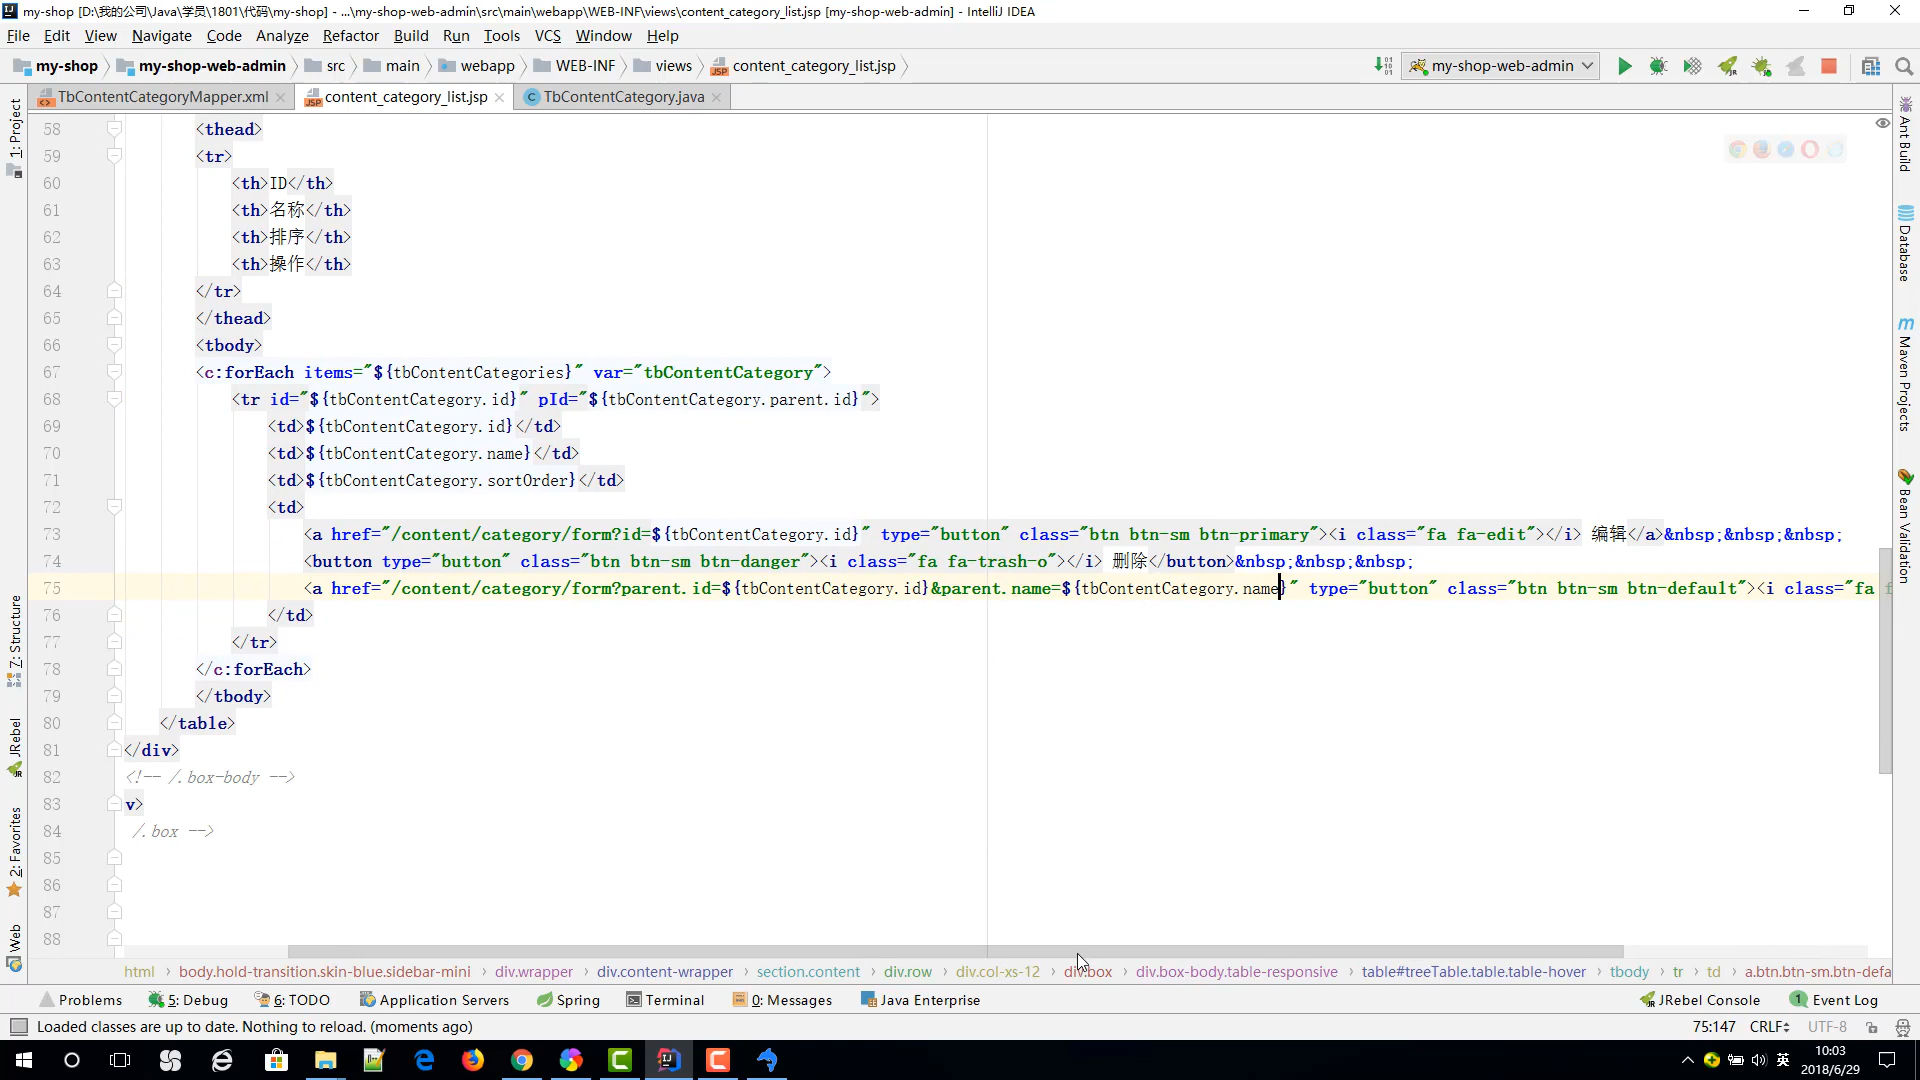 my-shop [D:\我的公司\Java\学员\1801\代码\my-shop] - ...\my-shop-web-admin\src\main\webapp\WEB-INF\views\content_category_list.jsp [my-shop-web-admin] - IntelliJ IDEA
File Edit View Navigate Code Analyze Refactor Build Run Tools VCS Window Help
my-shop my-shop-web-admin src main webapp WEB-INF views content_category_list.jsp my-shop-web-admin
TbContentCategoryMapper.xml content_category_list.jsp TbContentCategory.java
58 <thead>
59 <tr>
60 <th>ID</th>
61 <th>名称</th>
62 <th>排序</th>
63 <th>操作</th>
64 </tr>
65 </thead>
66 <tbody>
67 <c:forEach items="${tbContentCategories}" var="tbContentCategory">
68 <tr id="${tbContentCategory.id}" pId="${tbContentCategory.parent.id}">
69 <td>${tbContentCategory.id}</td>
70 <td>${tbContentCategory.name}</td>
71 <td>${tbContentCategory.sortOrder}</td>
72 <td>
73 <a href="/content/category/form?id=${tbContentCategory.id}" type="button" class="btn btn-sm btn-primary"><i class="fa fa-edit"></i> 编辑</a>&nbsp;&nbsp;&nbsp;
74 <button type="button" class="btn btn-sm btn-danger"><i class="fa fa-trash-o"></i> 删除</button>&nbsp;&nbsp;&nbsp;
75 <a href="/content/category/form?parent.id=${tbContentCategory.id}&parent.name=${tbContentCategory.name}" type="button" class="btn btn-sm btn-default"><i class="fa f
76 </td>
77 </tr>
78 </c:forEach>
79 </tbody>
80 </table>
81 </div>
82 <!-- /.box-body -->
83 v>
84 /.box -->
85
86
87
88
1: Project
7: Structure
JRebel
2: Favorites
Web
Ant Build
Database
Maven Projects
Bean Validation
html body.hold-transition.skin-blue.sidebar-mini div.wrapper div.content-wrapper section.content div.row div.col-xs-12 div.box div.box-body.table-responsive table#treeTable.table.table-hover tbody tr td a.btn.btn-sm.btn-defa
Problems 5: Debug 6: TODO Application Servers Spring Terminal 0: Messages Java Enterprise JRebel Console 1 Event Log
Loaded classes are up to date. Nothing to reload. (moments ago) 75:147 CRLF UTF-8
英 10:03
2018/6/29